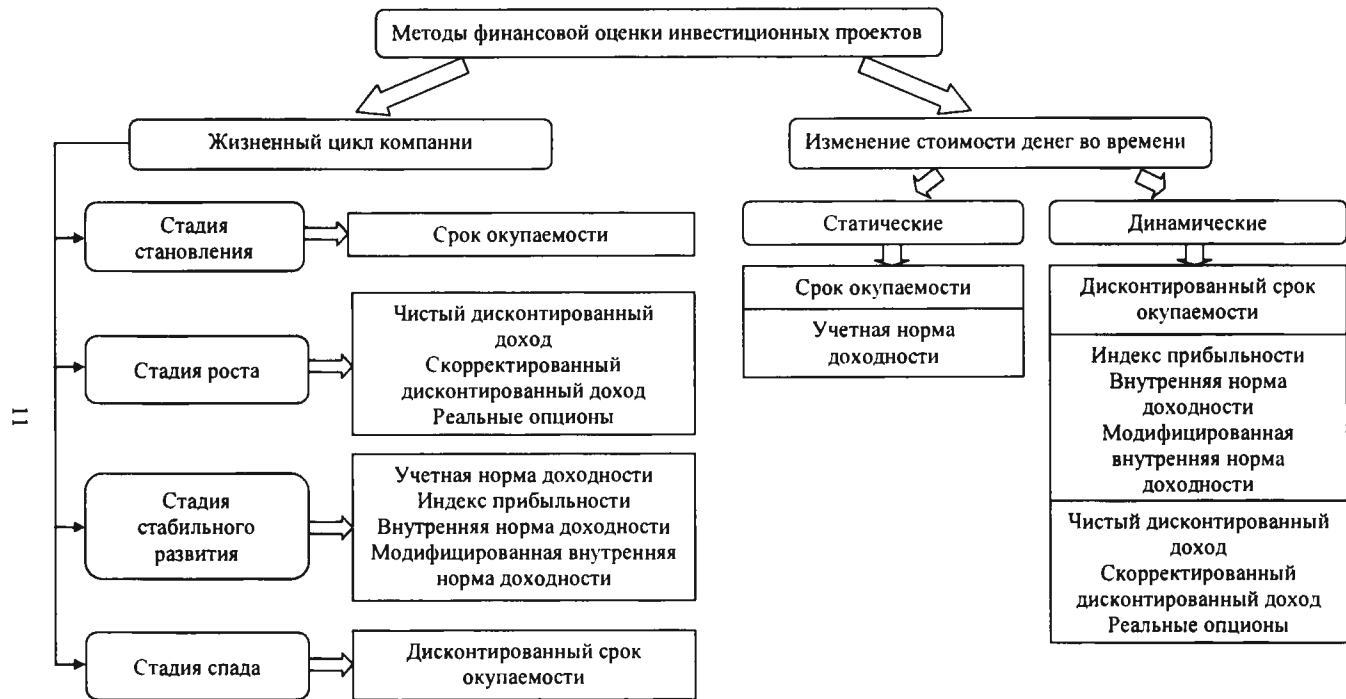 Методы финансовой оценки инвестиционных проектов
Жизненный цикл компании
Изменение стоимости денег во времени
Стадия
становления
Срок окупаемости
Стадия роста
Чистый дисконтированный
доход
Скорректированный
дисконтированный доход
Реальные опционы
Стадия
стабильного
развития
Учетная норма доходности
Индекс прибыльности
Внутренняя норма доходности
Модифицированная внутренняя
норма доходности
Стадия спада
Дисконтированный срок
окупаемости
Статические
Срок окупаемости
Учетная норма
доходности
Динамические
Дисконтированный срок
окупаемости
Индекс прибыльности
Внутренняя норма
доходности
Модифицированная
внутренняя норма
доходности
Чистый дисконтированный
доход
Скорректированный
дисконтированный доход
Реальные опционы
11